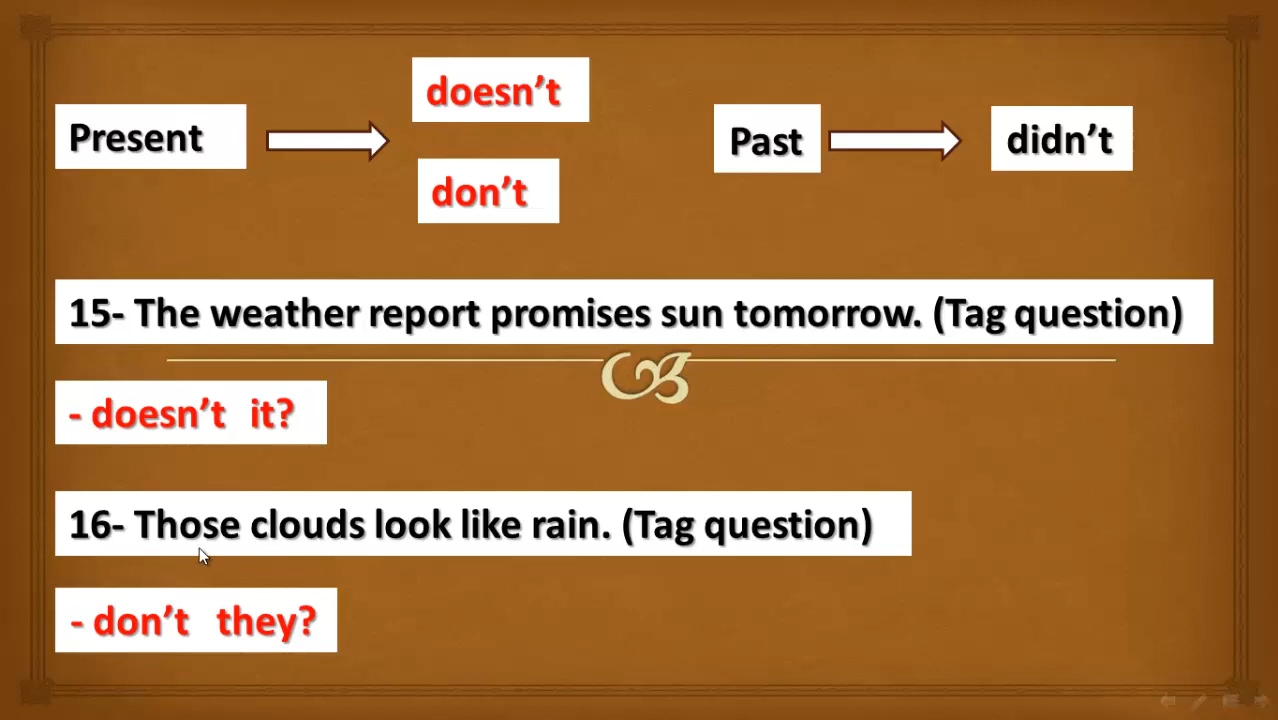 doesn’t
Present
don’t
Past
didn’t
15- The weather report promises sun tomorrow. (Tag question)
- doesn’t it?
16- Those clouds look like rain. (Tag question)
- don’t they?